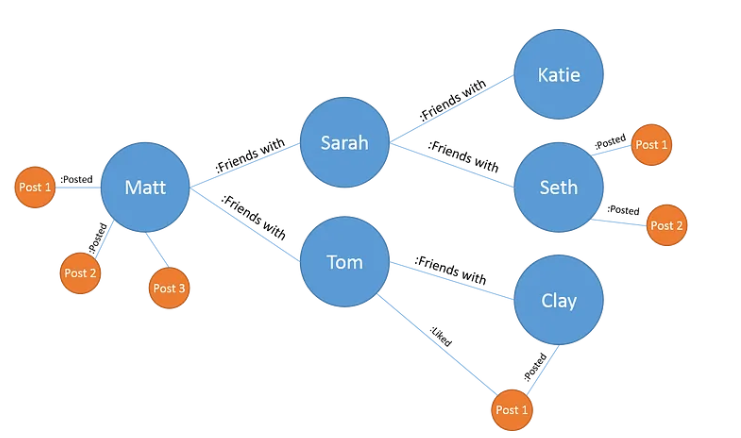 Katie
:Friends with
Sarah
:Friends with
:Posted
Post 1
:Friends with
Seth
Post 1
:Posted
Matt
:Posted
Post 2
:Friends with
:Posted
Post 2
Post 3
Tom
:Friends with
Clay
:Liked
:Posted
Post 1